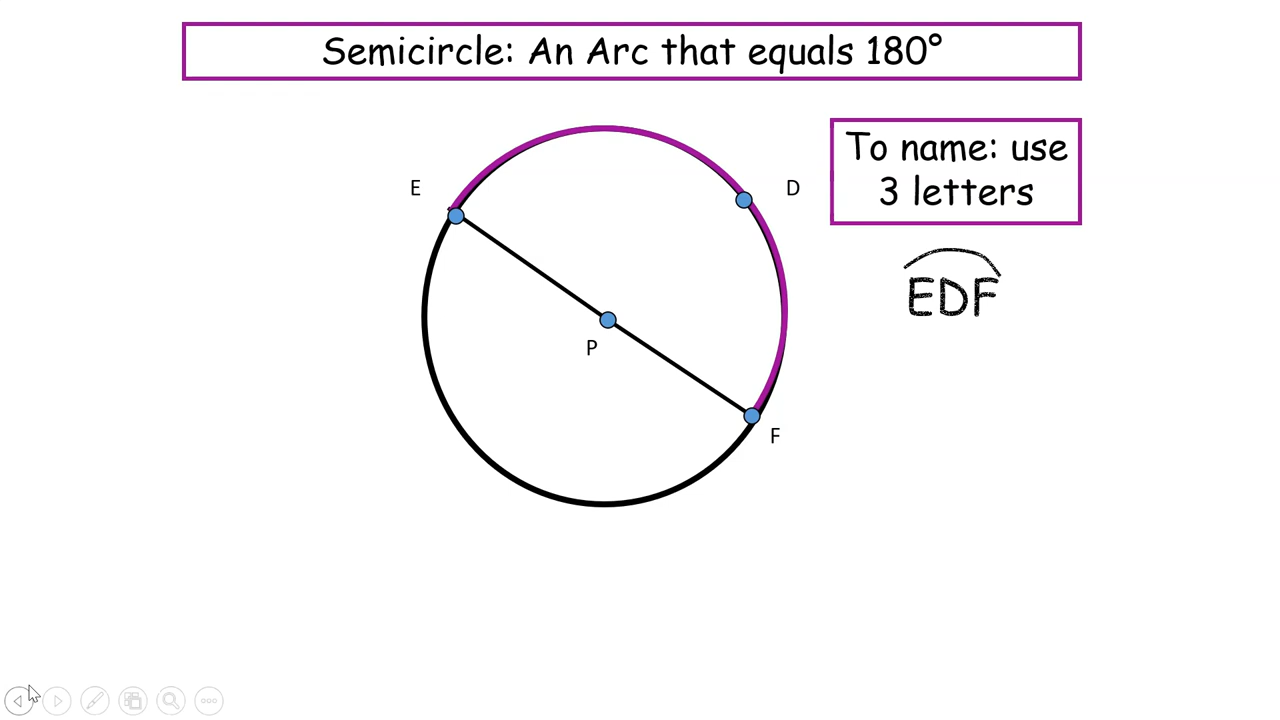 Semicircle: An Arc that equals 180°
To name: use
3 letters
E
D
EDF
P
F